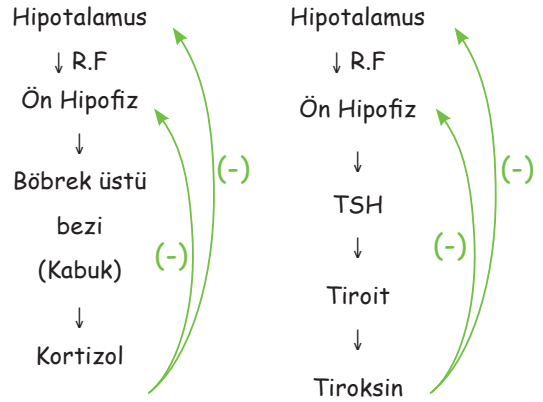 Hipotalamus
↓ R.F
Ön Hipofiz
↓
Böbrek üstü
bezi
(Kabuk)
↓
Kortizol
(-)
(-)
Hipotalamus
↓ R.F
Ön Hipofiz
↓
TSH
↓
Tiroit
↓
Tiroksin
(-)
(-)